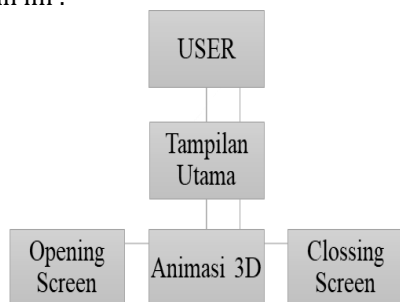 USER
Tampilan
Utama
Opening
Screen
Animasi 3D
Clossing
Screen